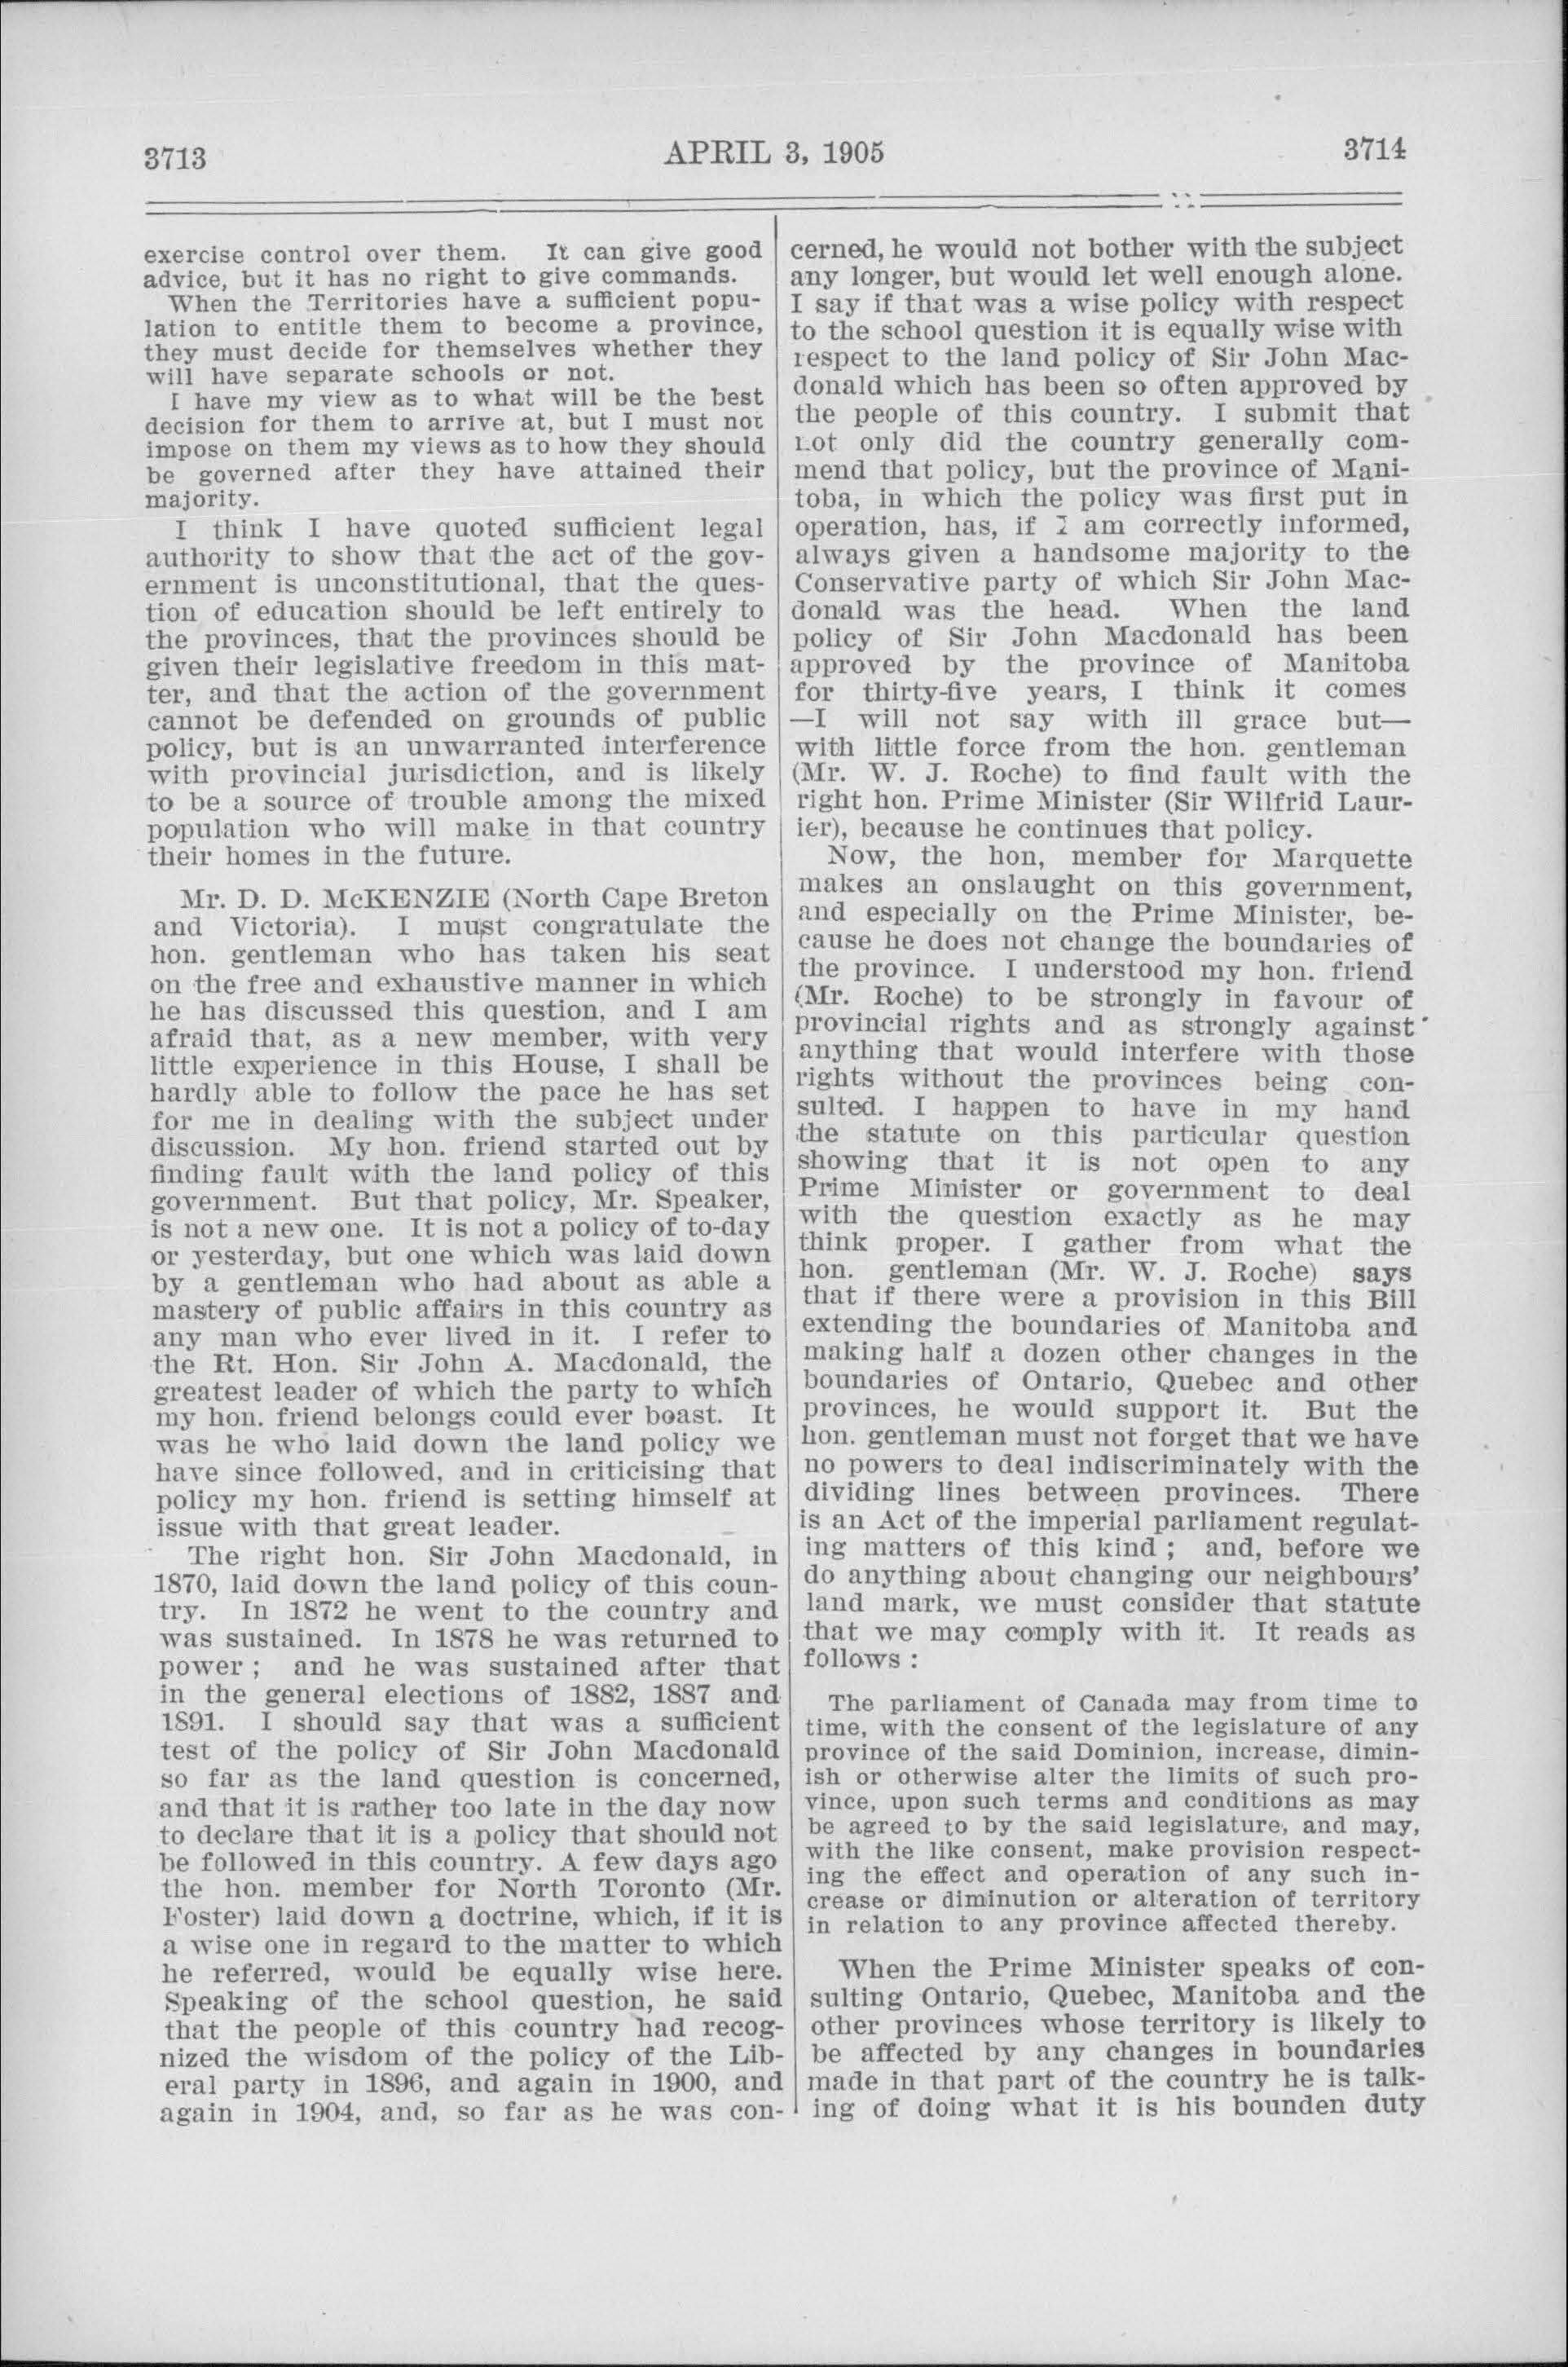 3713
APRIL 3, 1905
3714
exercise control over them. It can give good
advice, but it has no right to give commands.
When the Territories have a sufficient popu-
lation to entitle them to become a province,
they must decide for themselves whether they
will have separate schools or not.
I have my view as to what will be the best
decision for them to arrive at, but I must not
impose on them my views as to how they should
be governed after they have attained their
majority.
I think I have quoted sufficient legal
authority to show that the act of the gov-
ernment is unconstitutional, that the ques-
tion of education should be left entirely to
the provinces, that the provinces should be
given their legislative freedom in this mat-
ter, and that the action of the government
cannot be defended on grounds of public
policy, but is an unwarranted interference
with provincial jurisdiction, and is likely
to be a source of trouble among the mixed
population who will make in that country
their homes in the future.
Mr. D. D. McKENZIE (North Cape Breton
and Victoria). I must congratulate the
hon. gentleman who has taken his seat
on the free and exhaustive manner in which
he has discussed this question, and I am
afraid that, as a new member, with very
little experience in this House, I shall be
hardly able to follow the pace he has set
for me in dealing with the subject under
discussion. My hon. friend started out by
finding fault with the land policy of this
government. But that policy, Mr. Speaker,
is not a new one. It is not a policy of to-day
or yesterday, but one which was laid down
by a gentleman who had about as able a
mastery of public affairs in this country as
any man who ever lived in it. I refer to
the Rt. Hon. Sir John A. Macdonald, the
greatest leader of which the party to which
my hon. friend belongs could ever boast. It
was he who laid down the land policy we
have since followed, and in criticising that
policy my hon. friend is setting himself at
issue with that great leader.
The right hon. Sir John Macdonald, in
1870, laid down the land policy of this coun-
try. In 1872 he went to the country and
was sustained. In 1878 he was returned to
power ; and he was sustained after that
in the general elections of 1882, 1887 and
1891. I should say that was a sufficient
test of the policy of Sir John Macdonald
so far as the land question is concerned,
and that it is rather too late in the day now
to declare that it is a policy that should not
be followed in this country. A few days ago
the hon. member for North Toronto (Mr.
Foster) laid down a doctrine, which, if it is
a wise one in regard to the matter to which
he referred, would be equally wise here.
Speaking of the school question, he said
that the people of this country had recog-
nized the wisdom of the policy of the Lib-
eral party in 1896, and again in 1900, and
again in 1904, and, so far as he was con-
cerned, he would not bother with the subject
any longer, but would let well enough alone.
I say if that was a wise policy with respect
to the school question it is equally wise with
respect to the land policy of Sir John Mac-
donald which has been so often approved by
the people of this country. I submit that
not only did the country generally com-
mend that policy, but the province of Mani-
toba, in which the policy was first put in
operation, has, if I am correctly informed,
always given a handsome majority to the
Conservative party of which Sir John Mac-
donald was the head. When the land
policy of Sir John Macdonald has been
approved by the province of Manitoba
for thirty-five years, I think it comes
—I will not say with ill grace but—
with little force from the hon. gentleman
(Mr. W. J. Roche) to find fault with the
right hon. Prime Minister (Sir Wilfrid Laur-
ier), because he continues that policy.
Now, the hon, member for Marquette
makes an onslaught on this government,
and especially on the Prime Minister, be-
cause he does not change the boundaries of
the province. I understood my hon. friend
(Mr. Roche) to be strongly in favour of
provincial rights and as strongly against
anything that would interfere with those
rights without the provinces being con-
sulted. I happen to have in my hand
the statute on this particular question
showing that it is not open to any
Prime Minister or government to deal
with the question exactly as he may
think proper. I gather from what the
hon. gentleman (Mr. W. J. Roche) says
that if there were a provision in this Bill
extending the boundaries of Manitoba and
making half a dozen other changes in the
boundaries of Ontario, Quebec and other
provinces, he would support it. But the
hon. gentleman must not forget that we have
no powers to deal indiscriminately with the
dividing lines between provinces. There
is an Act of the imperial parliament regulat-
ing matters of this kind ; and, before we
do anything about changing our neighbours'
land mark, we must consider that statute
that we may comply with it. It reads as
follows :
The parliament of Canada may from time to
time, with the consent of the legislature of any
province of the said Dominion, increase, dimin-
ish or otherwise alter the limits of such pro-
vince, upon such terms and conditions as may
be agreed to by the said legislature, and may,
with the like consent, make provision respect-
ing the effect and operation of any such in-
crease or diminution or alteration of territory
in relation to any province affected thereby.
When the Prime Minister speaks of con-
sulting Ontario, Quebec, Manitoba and the
other provinces whose territory is likely to
be affected by any changes in boundaries
made in that part of the country he is talk-
ing of doing what it is his bounden duty